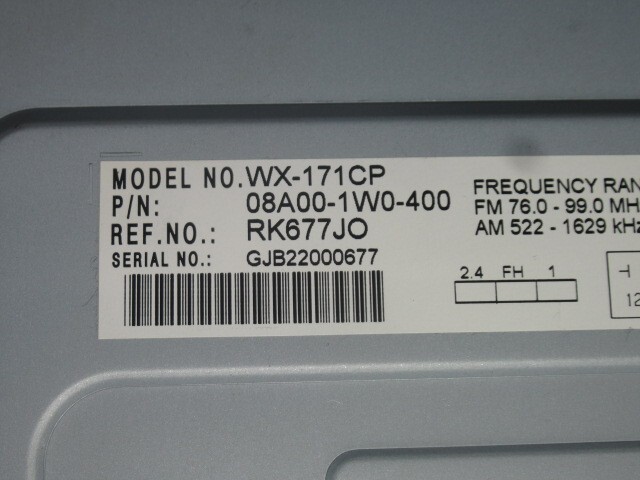 MODEL NO. WX-171CP
P/N: 08A00-1W0-400
REF.NO.: RK677JO
SERIAL NO.: GJB22000677
FREQUENCY RAN
FM 76.0 - 99.0 MH
AM 522 - 1629 kHz
2.4 FH 1
12